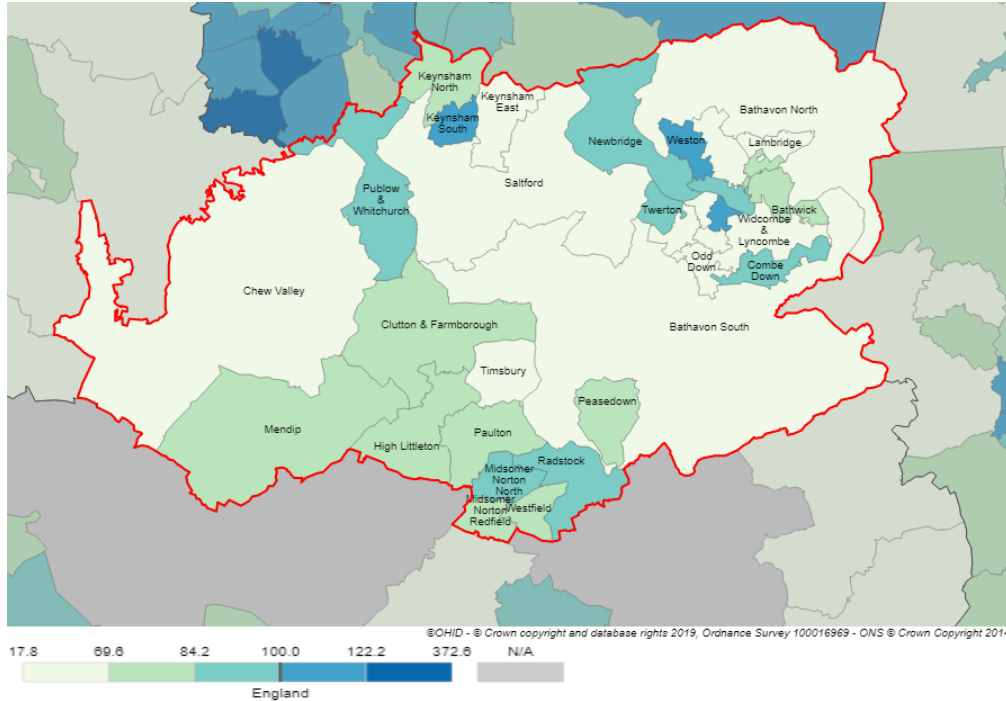 Keynsham
North
Keynsham
East
Keynsham
South
Bathavon North
Newbridge
Weston
Lambridge
Saltford
Publow
&
Whitchurch
Twerton
Bathwick
Widcombe
&
Lyncombe
Odd
Down
Combe
Down
Chew Valley
Clutton & Farmborough
Bathavon South
Timsbury
Peasedown
Mendip
High Littleton
Paulton
Midsomer
Norton
North
Radstock
Midsomer
Norton
Redfield
Westfield
©OHID - © Crown copyright and database rights 2019, Ordnance Survey 100016969 - ONS © Crown Copyright 2014
17.8 69.6 84.2 100.0 122.2 372.6 N/A
England